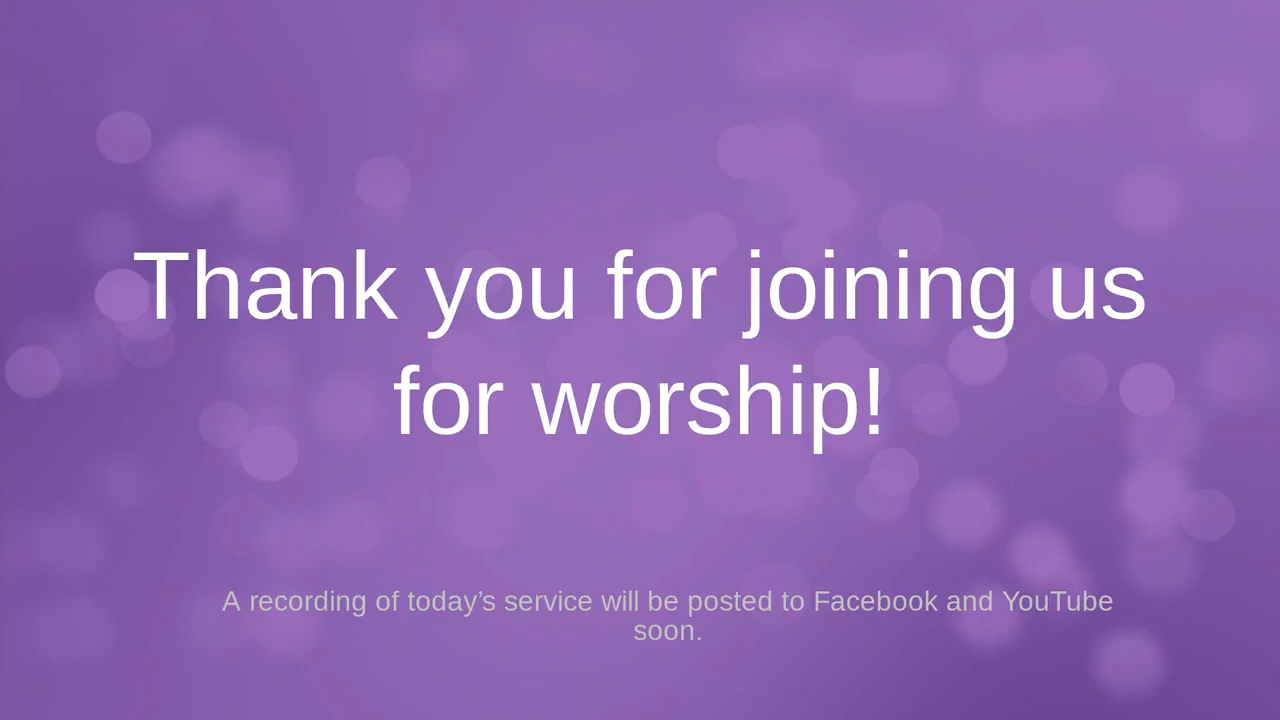 Thank you for joining us
for worship!
A recording of today’s service will be posted to Facebook and YouTube
soon.